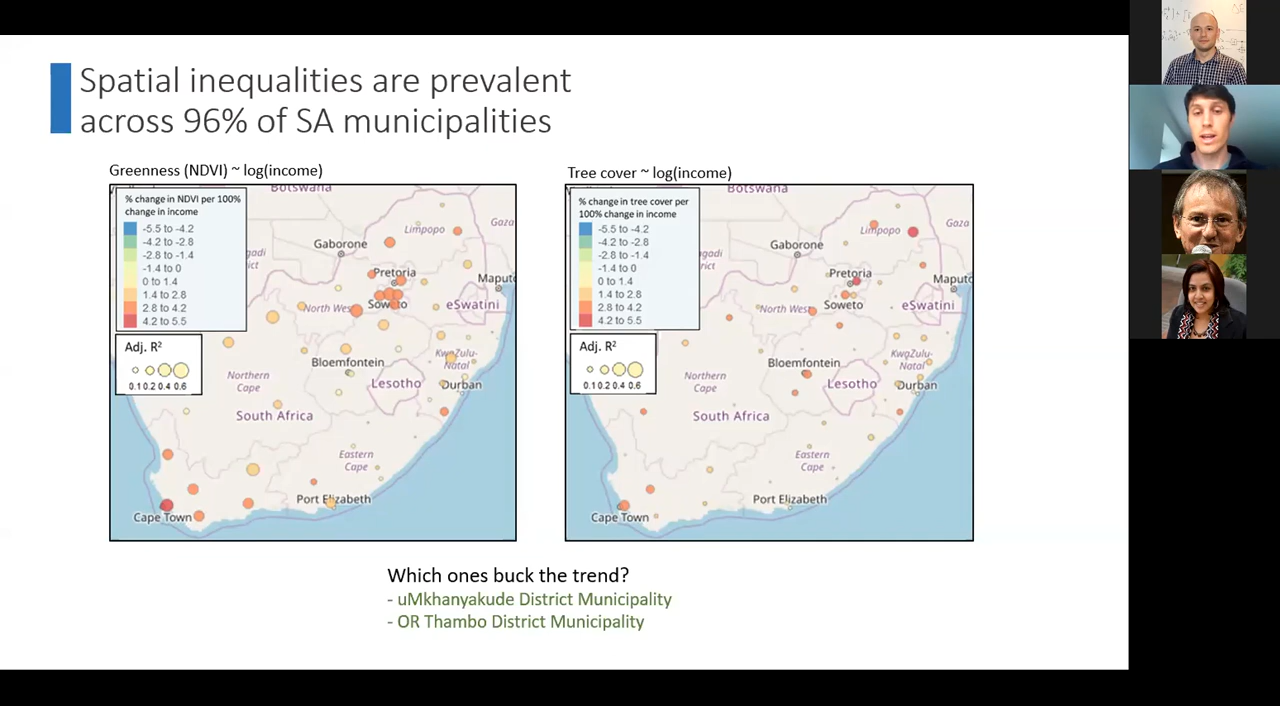 Spatial inequalities are prevalent
across 96% of SA municipalities
Greenness (NDVI) ~ log(income)
% change in NDVI per 100%
change in income
-5.5 to -4.2
-4.2 to -2.8
-2.8 to -1.4
-1.4 to 0
0 to 1.4
1.4 to 2.8
2.8 to 4.2
4.2 to 5.5
Adj. R²
0.1 0.2 0.4 0.6
Botswana
Limpopo
Gaza
Gaborone
gadi
rict
Pretoria
Maputo
North West
Soweto
eSwatini
Bloemfontein
KwaZulu-
Natal
Northern
Cape
Lesotho
Durban
South Africa
Eastern
Cape
Port Elizabeth
Cape Town
Tree cover ~ log(income)
% change in tree cover per
100% change in income
-5.5 to -4.2
-4.2 to -2.8
-2.8 to -1.4
-1.4 to 0
0 to 1.4
1.4 to 2.8
2.8 to 4.2
4.2 to 5.5
Adj. R²
0.1 0.2 0.4 0.6
Botswana
Limpopo
Gaza
Gaborone
gadi
rict
Pretoria
Maputo
North West
Soweto
eSwatini
Bloemfontein
KwaZulu-
Natal
Northern
Cape
Lesotho
Durban
South Africa
Eastern
Cape
Port Elizabeth
Cape Town
Which ones buck the trend?
- uMkhanyakude District Municipality
- OR Thambo District Municipality